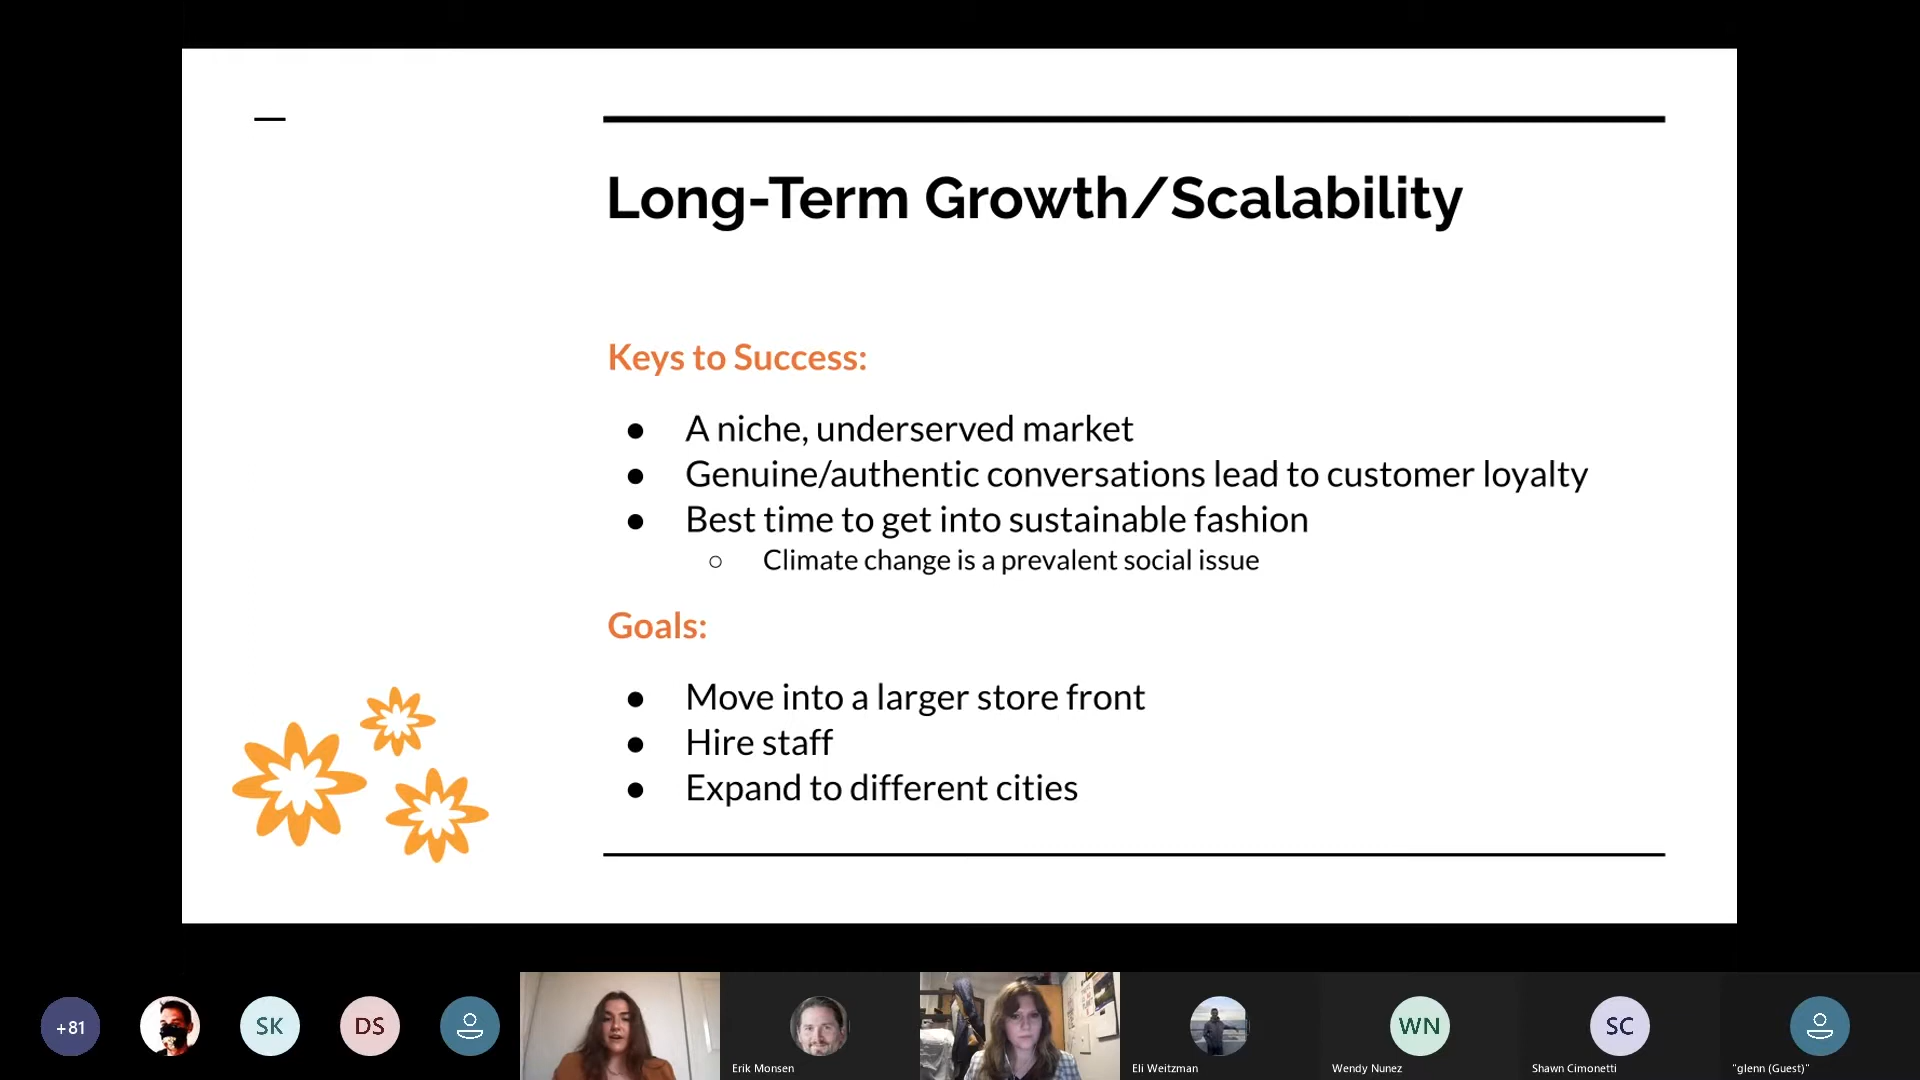 Long-Term Growth/Scalability
Keys to Success:
● A niche, underserved market
● Genuine/authentic conversations lead to customer loyalty
● Best time to get into sustainable fashion
○ Climate change is a prevalent social issue
Goals:
● Move into a larger store front
● Hire staff
● Expand to different cities
+81
SK
DS
Erik Monsen
Eli Weitzman
WN
Wendy Nunez
SC
Shawn Cimonetti
"glenn (Guest)"